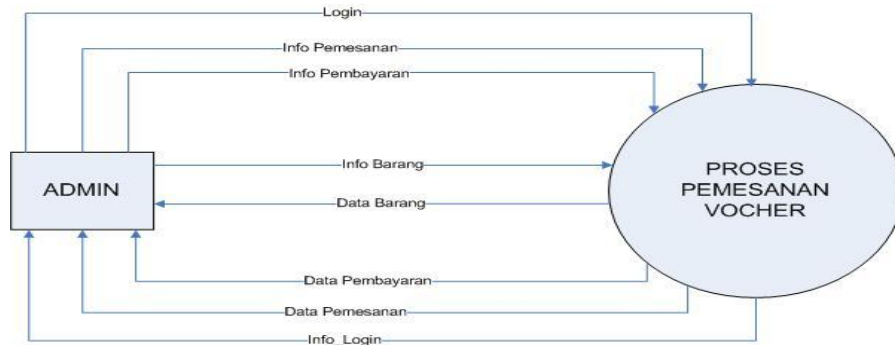 Login
Info Pemesanan
Info Pembayaran
Info Barang
ADMIN
Data Barang
PROSES
PEMESANAN
VOCHER
Data Pembayaran
Data Pemesanan
Info_Login